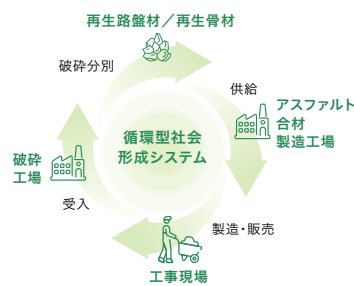 再生路盤材／再生骨材
破砕分別
供給
アスファルト
合材
製造工場
循環型社会
形成システム
破砕
工場
受入
製造・販売
工事現場